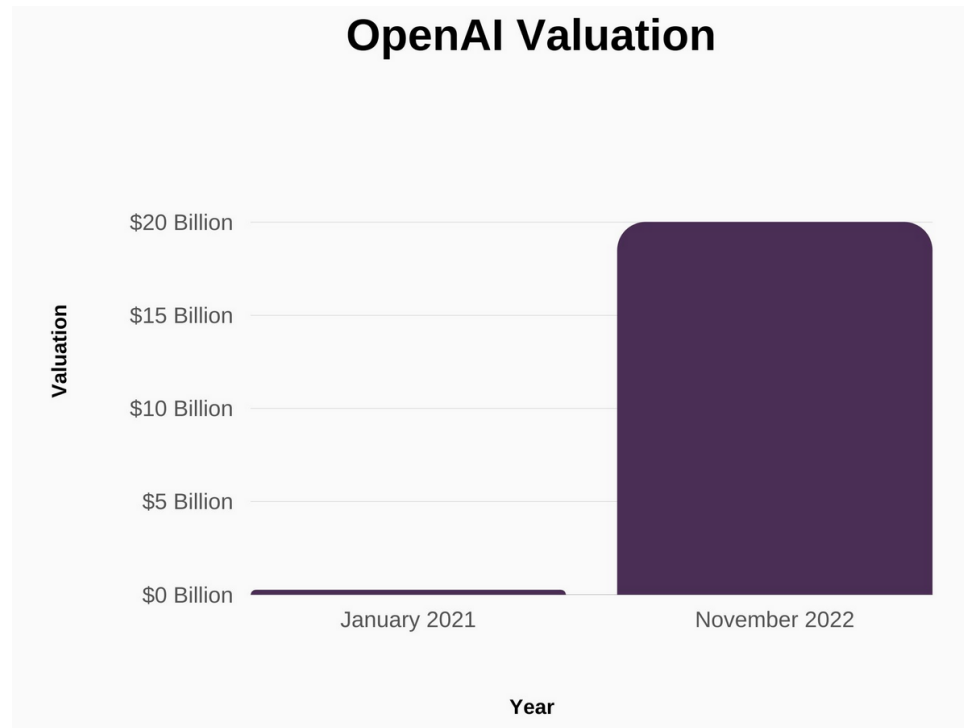 OpenAI Valuation
$20 Billion
$15 Billion
Valuation
$10 Billion
$5 Billion
$0 Billion
January 2021
November 2022
Year